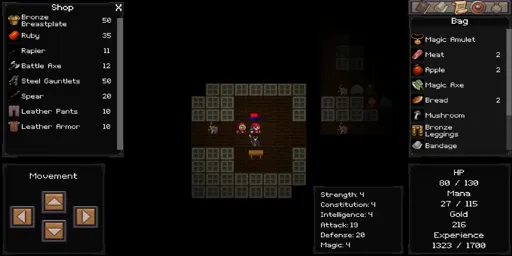 Shop X
Bronze
Breastplate 50
Ruby 35
Rapier 11
Battle Axe 12
Steel Gauntlets 50
Spear 20
Leather Pants 10
Leather Armor 10
Movement
Strength: 4
Constitution: 4
Intelligence: 4
Attack: 19
Defense: 20
Magic: 4
Bag
Magic Amulet
Meat 2
Apple 2
Magic Axe
Bread 2
Mushroom
Bronze
Leggings
Bandage
HP
80 / 130
Mana
27 / 115
Gold
216
Experience
1323 / 1700